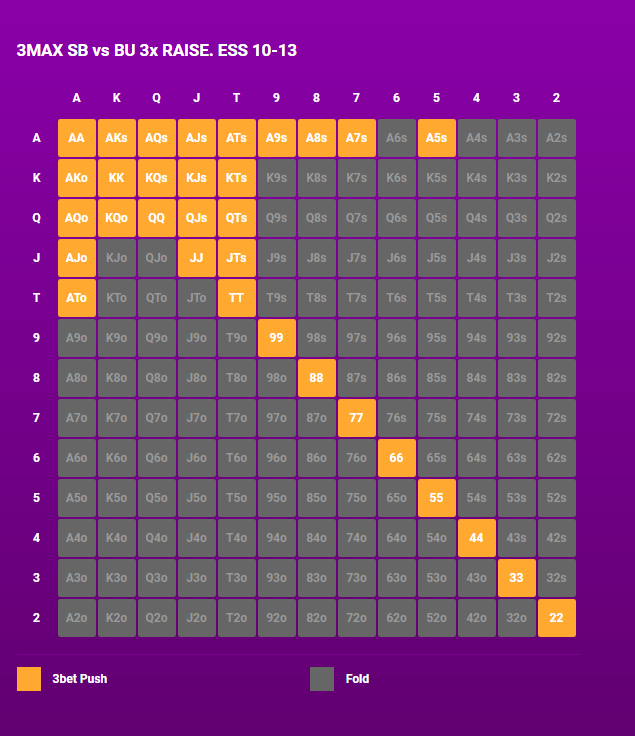 3MAX SB vs BU 3x RAISE. ESS 10-13
A K Q J T 9 8 7 6 5 4 3 2
A AA AKs AQs AJs ATs A9s A8s A7s A6s A5s A4s A3s A2s
K AKo KK KQs KJs KTs K9s K8s K7s K6s K5s K4s K3s K2s
Q AQo KQo QQ QJs QTs Q9s Q8s Q7s Q6s Q5s Q4s Q3s Q2s
J AJo KJo QJo JJ JTs J9s J8s J7s J6s J5s J4s J3s J2s
T ATo KTo QTo JTo TT T9s T8s T7s T6s T5s T4s T3s T2s
9 A9o K9o Q9o J9o T9o 99 98s 97s 96s 95s 94s 93s 92s
8 A8o K8o Q8o J8o T8o 98o 88 87s 86s 85s 84s 83s 82s
7 A7o K7o Q7o J7o T7o 97o 87o 77 76s 75s 74s 73s 72s
6 A6o K6o Q6o J6o T6o 96o 86o 76o 66 65s 64s 63s 62s
5 A5o K5o Q5o J5o T5o 95o 85o 75o 65o 55 54s 53s 52s
4 A4o K4o Q4o J4o T4o 94o 84o 74o 64o 54o 44 43s 42s
3 A3o K3o Q3o J3o T3o 93o 83o 73o 63o 53o 43o 33 32s
2 A2o K2o Q2o J2o T2o 92o 82o 72o 62o 52o 42o 32o 22
3bet Push Fold